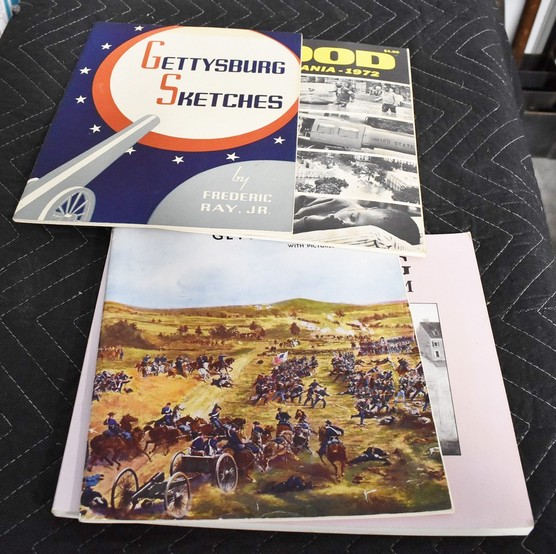 GETTYSBURG
SKETCHES
by
FREDERIC
RAY, JR.
OOD
ANIA - 1972
WITH PICTURE
G
M